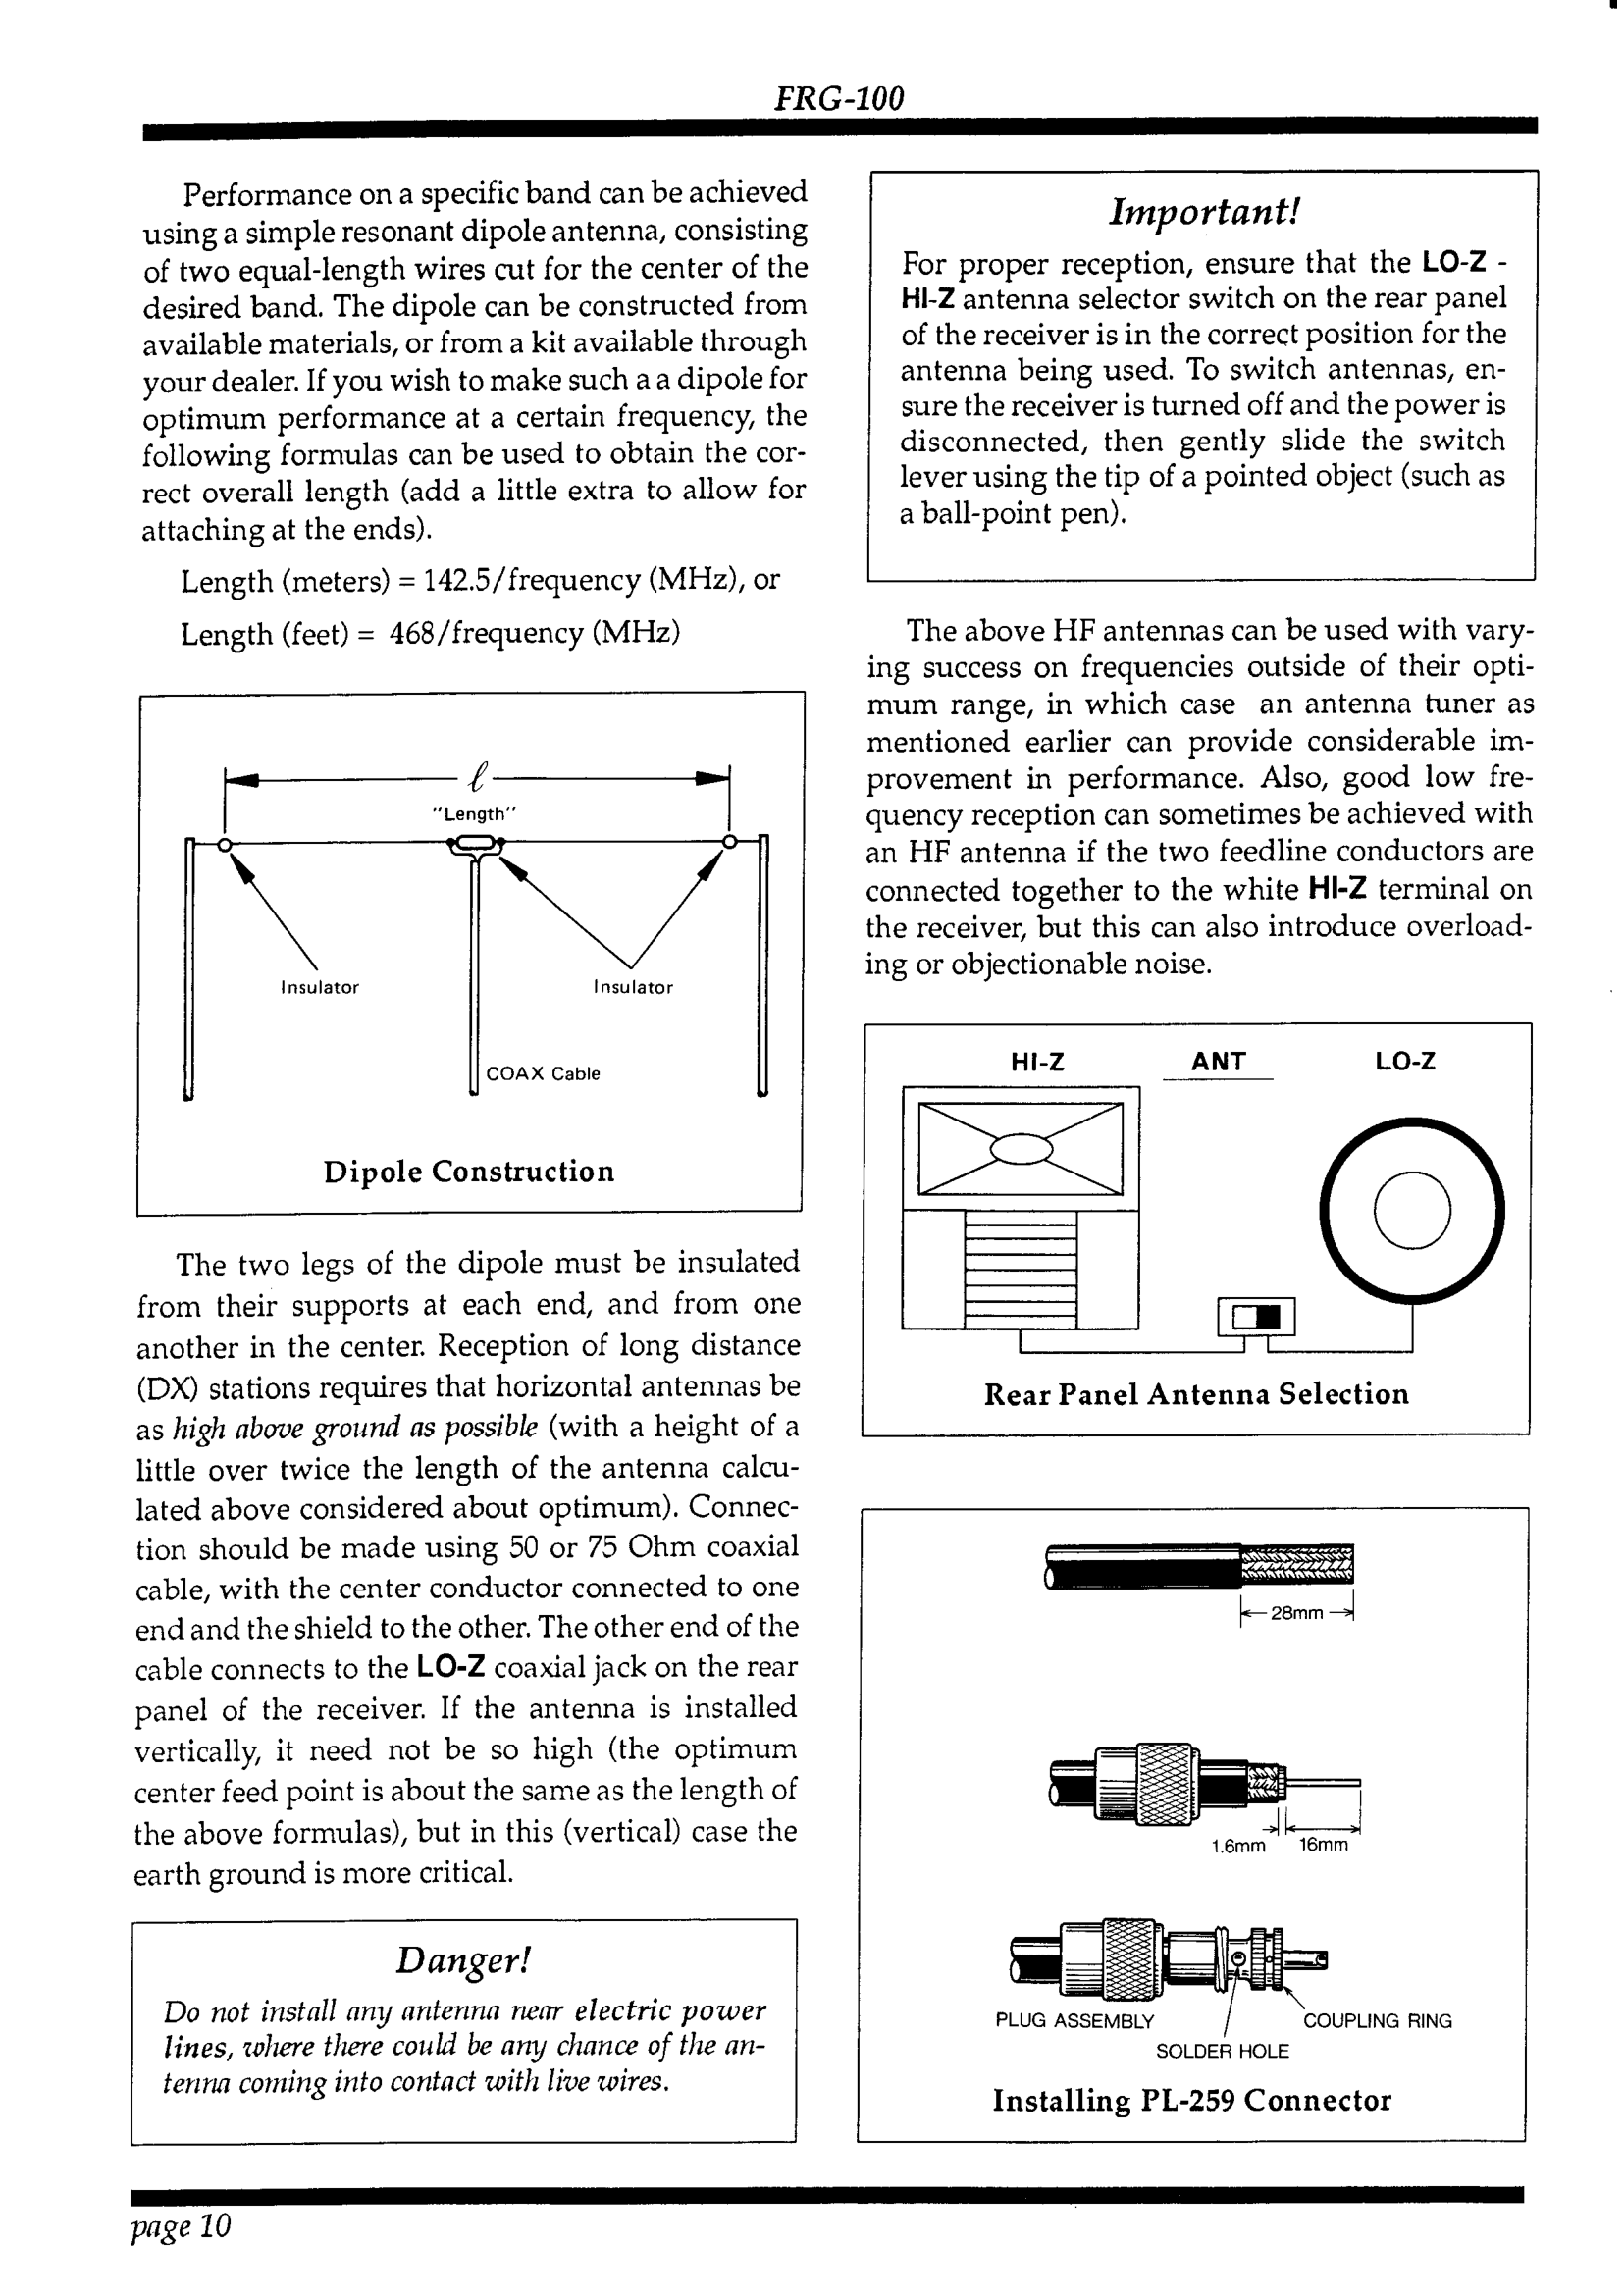 FRG-100
Performance on a specific band can be achieved
using a simple resonant dipole antenna, consisting
of two equal-length wires cut for the center of the
desired band. The dipole can be constructed from
available materials, or from a kit available through
your dealer. If you wish to make such a a dipole for
optimum performance at a certain frequency, the
following formulas can be used to obtain the cor-
rect overall length (add a little extra to allow for
attaching at the ends).
Length (meters) = 142.5/frequency (MHz), or
Length (feet) = 468/frequency (MHz)
ℓ
"Length"
Insulator
Insulator
COAX Cable
Dipole Construction
The two legs of the dipole must be insulated
from their supports at each end, and from one
another in the center. Reception of long distance
(DX) stations requires that horizontal antennas be
as high above ground as possible (with a height of a
little over twice the length of the antenna calcu-
lated above considered about optimum). Connec-
tion should be made using 50 or 75 Ohm coaxial
cable, with the center conductor connected to one
end and the shield to the other. The other end of the
cable connects to the LO-Z coaxial jack on the rear
panel of the receiver. If the antenna is installed
vertically, it need not be so high (the optimum
center feed point is about the same as the length of
the above formulas), but in this (vertical) case the
earth ground is more critical.
Danger!
Do not install any antenna near electric power
lines, where there could be any chance of the an-
tenna coming into contact with live wires.
Important!
For proper reception, ensure that the LO-Z -
HI-Z antenna selector switch on the rear panel
of the receiver is in the correct position for the
antenna being used. To switch antennas, en-
sure the receiver is turned off and the power is
disconnected, then gently slide the switch
lever using the tip of a pointed object (such as
a ball-point pen).
The above HF antennas can be used with vary-
ing success on frequencies outside of their opti-
mum range, in which case an antenna tuner as
mentioned earlier can provide considerable im-
provement in performance. Also, good low fre-
quency reception can sometimes be achieved with
an HF antenna if the two feedline conductors are
connected together to the white HI-Z terminal on
the receiver, but this can also introduce overload-
ing or objectionable noise.
HI-Z ANT LO-Z
Rear Panel Antenna Selection
28mm
1.6mm 16mm
PLUG ASSEMBLY
COUPLING RING
SOLDER HOLE
Installing PL-259 Connector
page 10